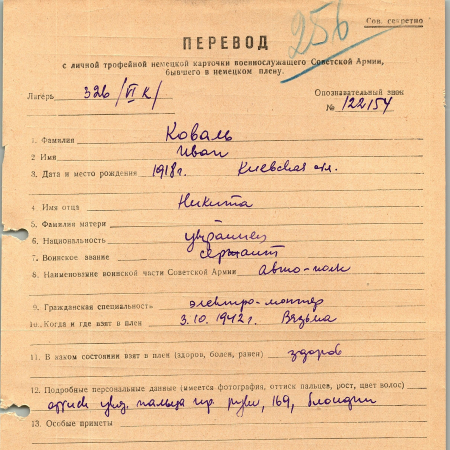 256
Сов. секретно
ПЕРЕВОД
с личной трофейной немецкой карточки военнослужащего Советской Армии,
бывшего в немецком плену.
Лагерь 326 /VI К/ Опознавательный знак
№ 122154
1. Фамилия Коваль
2 Имя Иван
3. Дата и место рождения 1918г. Киевская обл.
4. Имя отца Никита
5. Фамилия матери
6. Национальность украинец
7. Воинское звание сержант
8. Наименование воинской части Советской Армии авто-полк
9. Гражданская специальность электро-монтер
10. Когда и где взят в плен 3.10.1942г. Вязьма
11. В каком состоянии взят в плен (здоров, болен, ранен) здоров
12. Подробные персональные данные (имеется фотография, оттиск пальцев, рост, цвет волос)
оттиск указ. пальца пр. руки, 169, блондин
13. Особые приметы